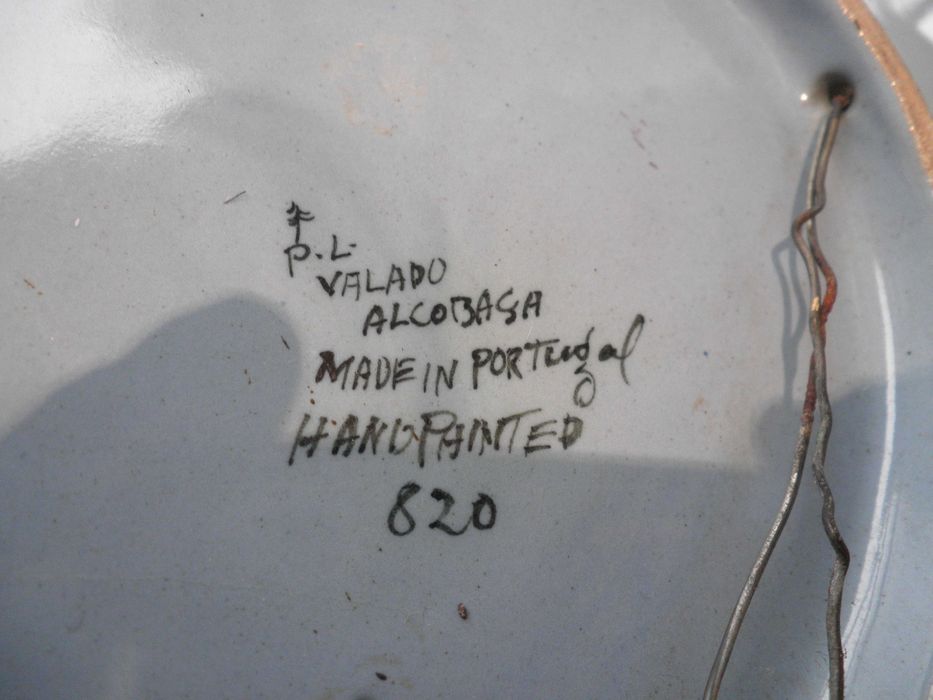 P.L.
VALADO
ALCOBAÇA
MADE IN PORTugal
HANDPAINTED
820